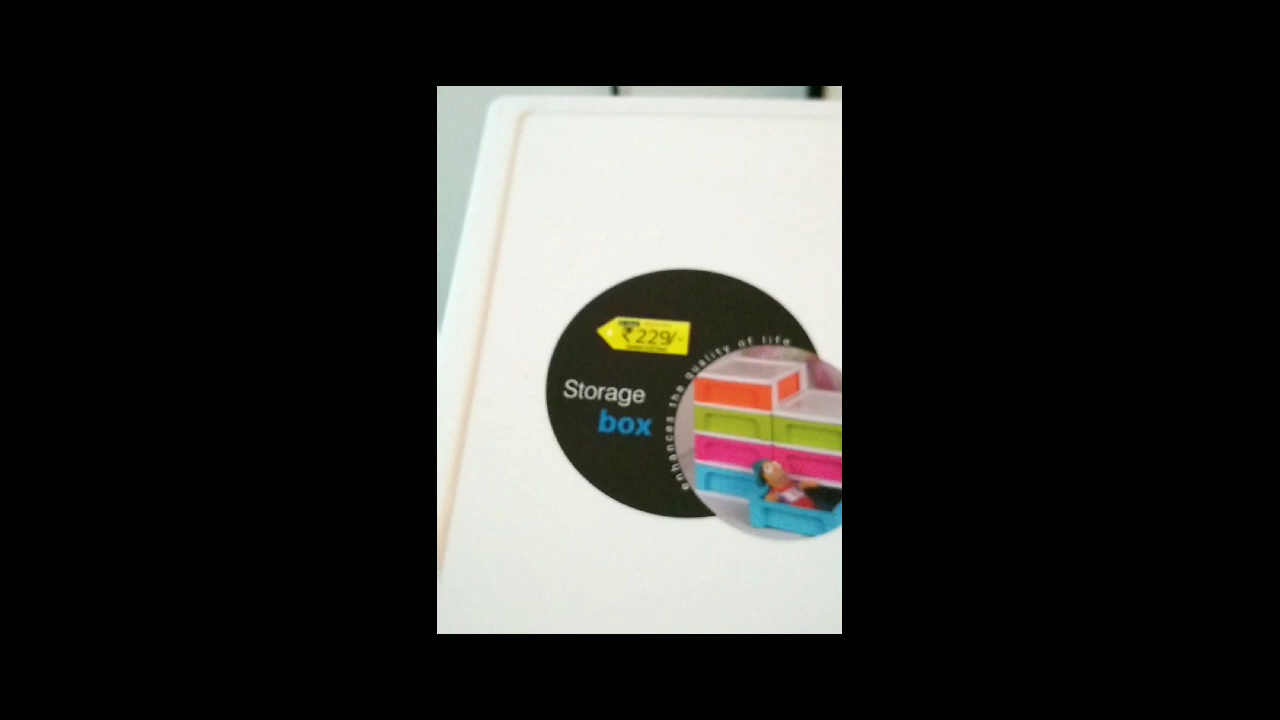 ₹229/-
Storage
box
enhances the quality of life